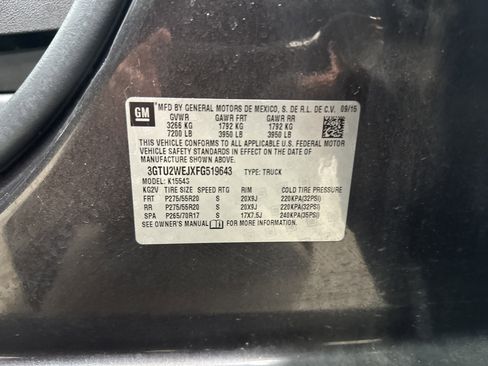 GM
MFD BY GENERAL MOTORS DE MEXICO, S. DE R.L. DE C.V. 09/15
GVWR GAWR FRT GAWR RR
3266 KG 1792 KG 1792 KG
7200 LB 3950 LB 3950 LB
THIS VEHICLE CONFORMS TO ALL APPLICABLE U.S. FEDERAL MOTOR
VEHICLE SAFETY AND THEFT PREVENTION STANDARDS IN EFFECT ON
THE DATE OF MANUFACTURE SHOWN ABOVE.
3GTU2WEJXFG519643 TYPE: TRUCK
MODEL: K15543
KG2V TIRE SIZE SPEED RTG RIM COLD TIRE PRESSURE
FRT P275/55R20 S 20X9J 220KPA(32PSI)
RR P275/55R20 S 20X9J 220KPA(32PSI)
SPA P265/70R17 S 17X7.5J 240KPA(35PSI)
SEE OWNER'S MANUAL FOR MORE INFORMATION.